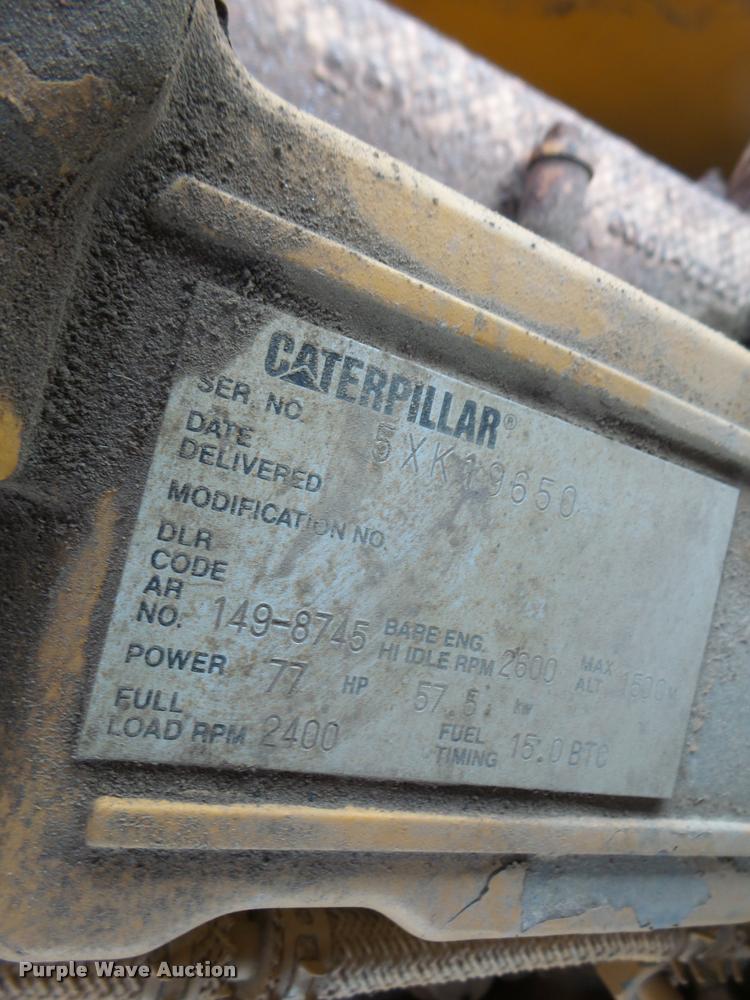 CATERPILLAR®
SER. NO. 5XK19650
DATE
DELIVERED
MODIFICATION NO.
DLR
CODE
AR
NO. 149-8745 BARE ENG.
HI IDLE RPM 2600 MAX
ALT 1500M
POWER 77 HP 57.5 kw
FULL
LOAD RPM 2400 FUEL
TIMING 15.0 BTC
Purple Wave Auction